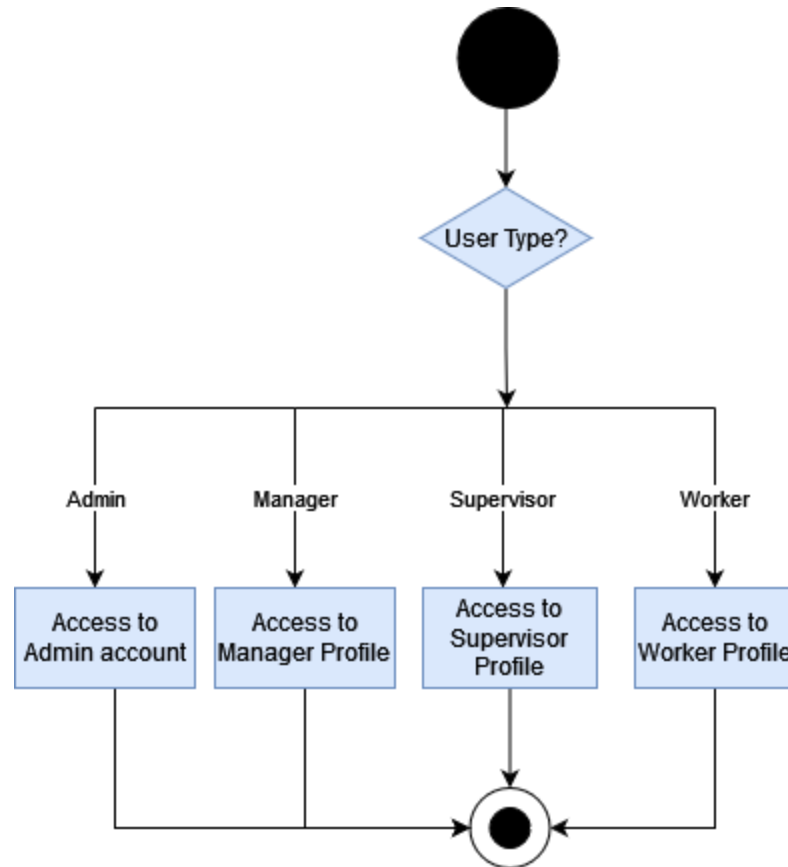 User Type?
Admin
Manager
Supervisor
Worker
Access to
Admin account
Access to
Manager Profile
Access to
Supervisor
Profile
Access to
Worker Profile